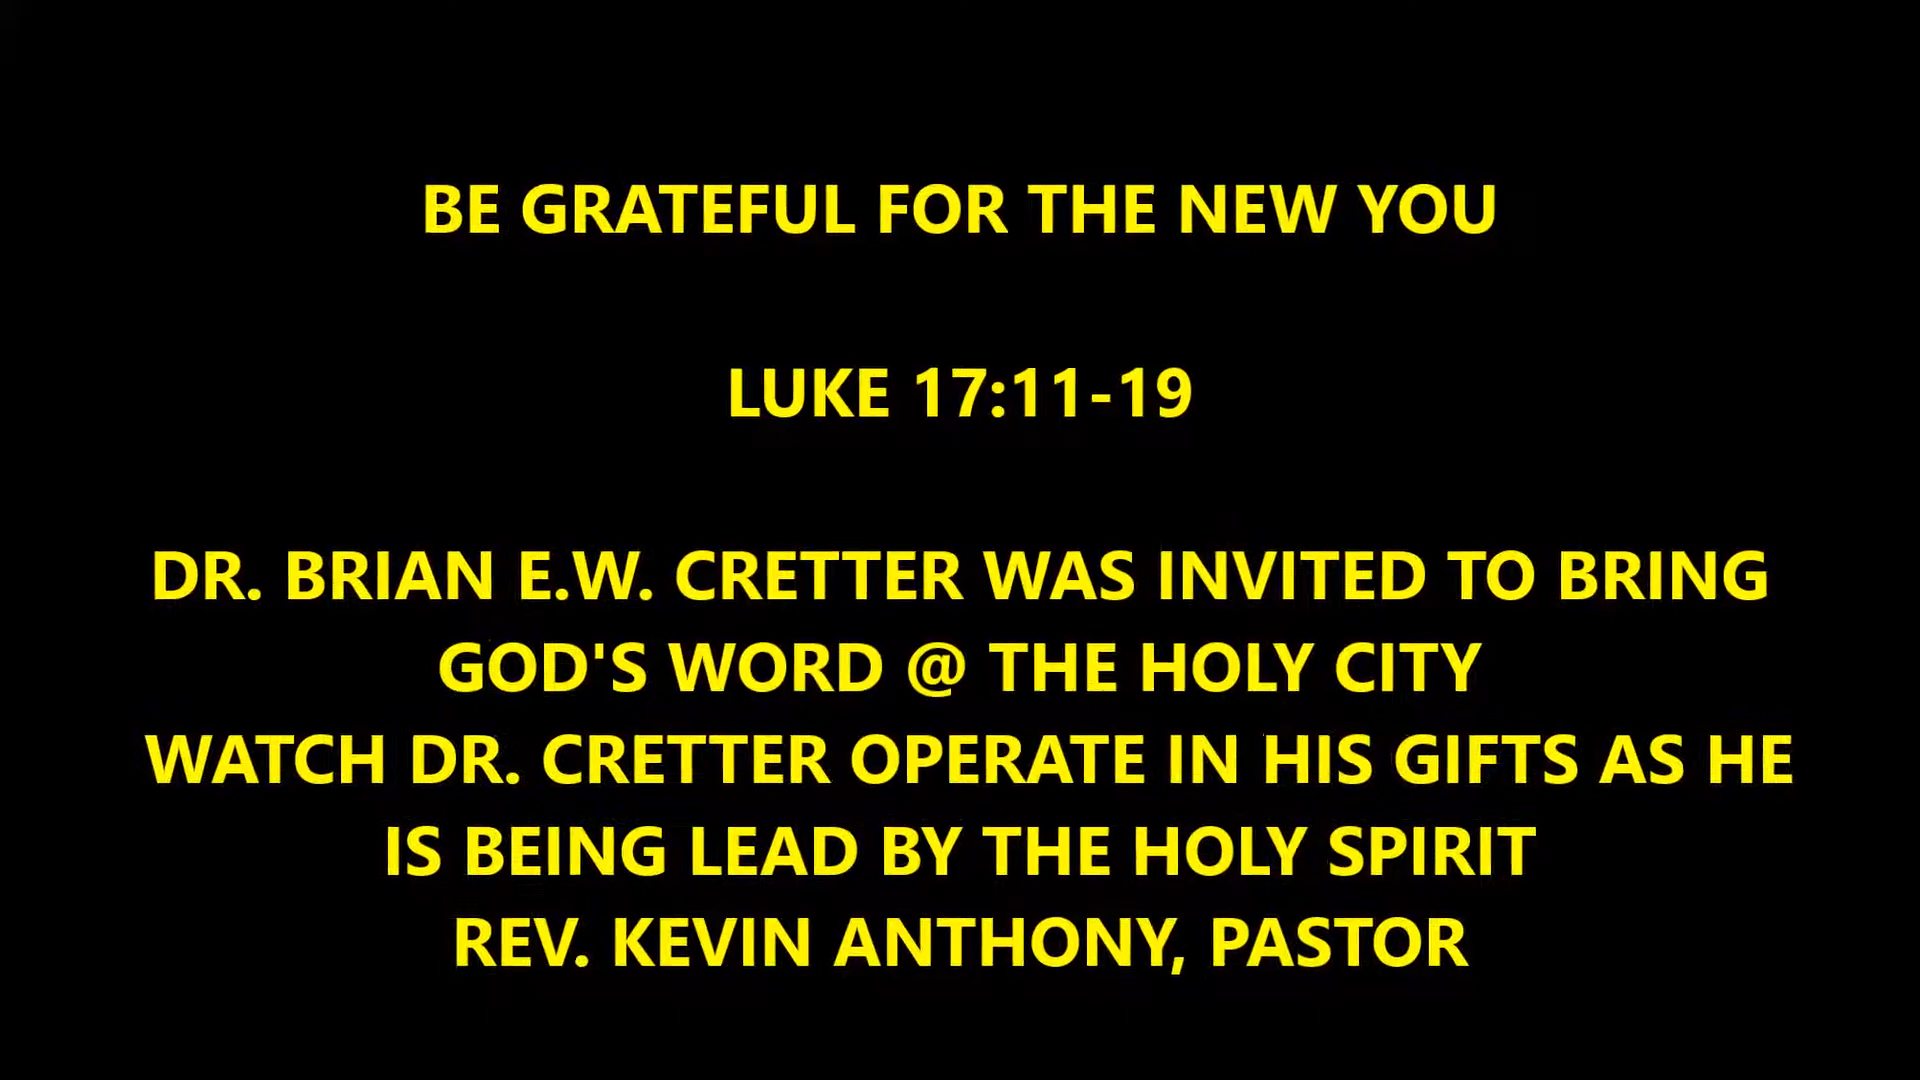 BE GRATEFUL FOR THE NEW YOU
LUKE 17:11-19
DR. BRIAN E.W. CRETTER WAS INVITED TO BRING
GOD'S WORD @ THE HOLY CITY
WATCH DR. CRETTER OPERATE IN HIS GIFTS AS HE
IS BEING LEAD BY THE HOLY SPIRIT
REV. KEVIN ANTHONY, PASTOR